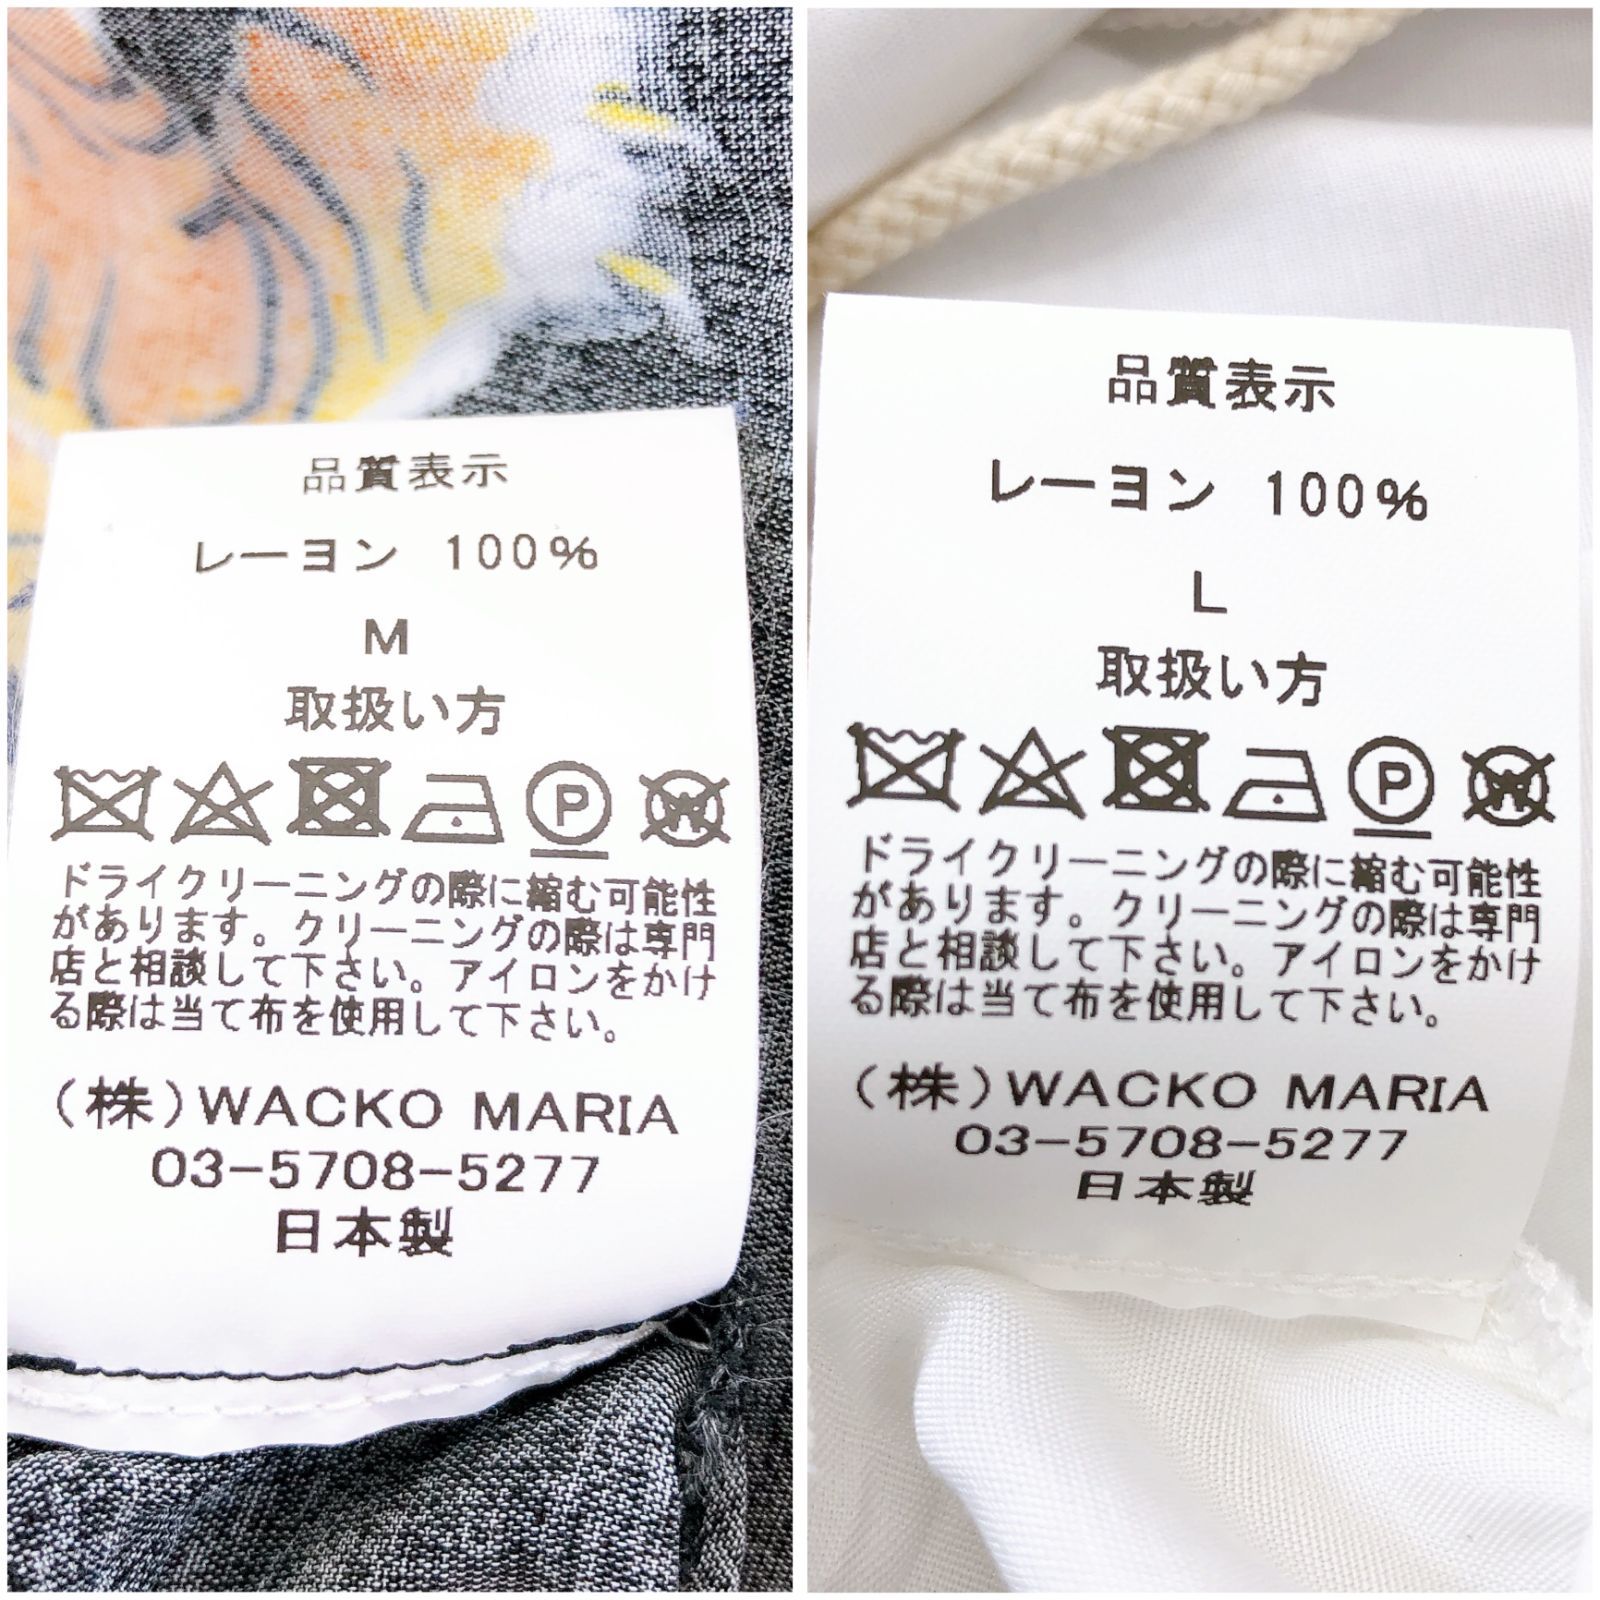 品質表示
レーヨン 100%
M
取扱い方
P
W
ドライクリーニングの際に縮む可能性
があります。クリーニングの際は専門
店と相談して下さい。アイロンをかけ
る際は当て布を使用して下さい。
(株)WACKO MARIA
03-5708-5277
日本製
品質表示
レーヨン 100%
L
取扱い方
P
W
ドライクリーニングの際に縮む可能性
があります。クリーニングの際は専門
店と相談して下さい。アイロンをかけ
る際は当て布を使用して下さい。
(株)WACKO MARIA
03-5708-5277
日本製